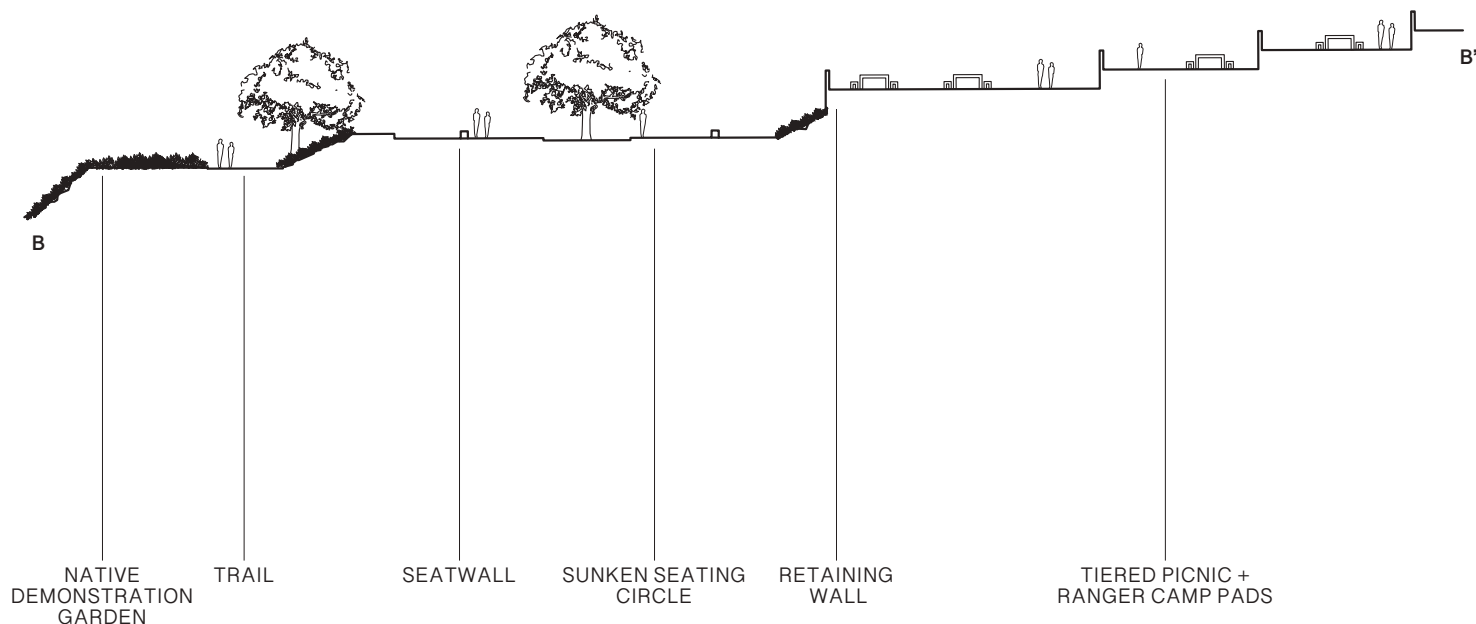 B'
B
NATIVE
DEMONSTRATION
GARDEN
TRAIL
SEATWALL
SUNKEN SEATING
CIRCLE
RETAINING
WALL
TIERED PICNIC +
RANGER CAMP PADS